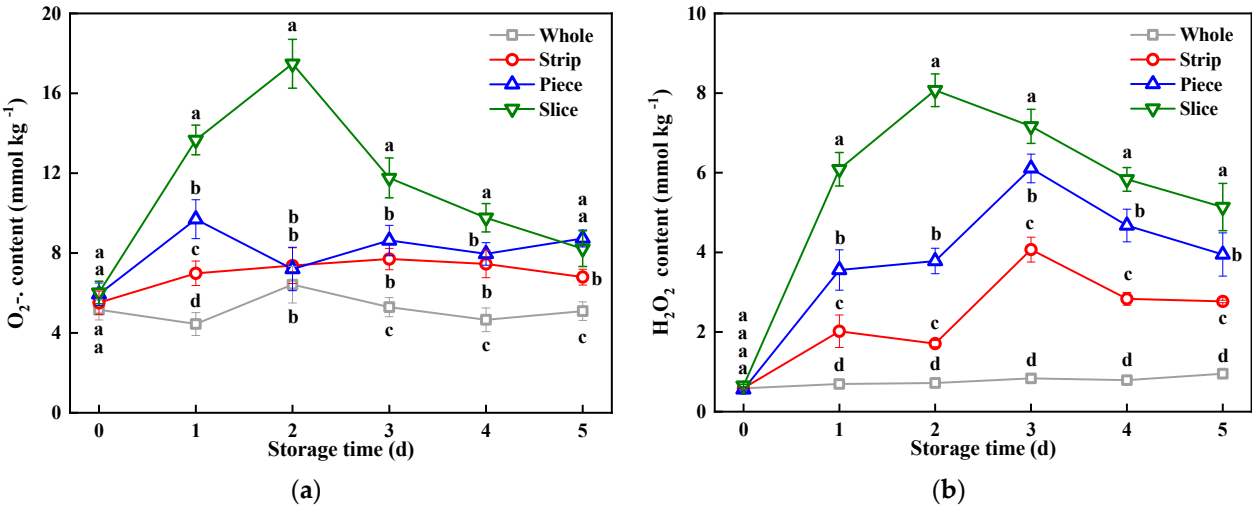 20
16
12
8
4
0
O₂⁻· content (mmol kg ⁻¹)
Whole
Strip
Piece
Slice
a
a
a
a
a
a
b
c
d
a
b
b
b
a
b
b
c
a
b
b
c
a
a
b
c
0 1 2 3 4 5
Storage time (d)
(a)
10
8
6
4
2
0
H₂O₂ content (mmol kg ⁻¹)
Whole
Strip
Piece
Slice
a
a
a
a
a
b
c
d
a
b
c
d
a
b
c
d
a
b
c
d
a
b
c
d
0 1 2 3 4 5
Storage time (d)
(b)